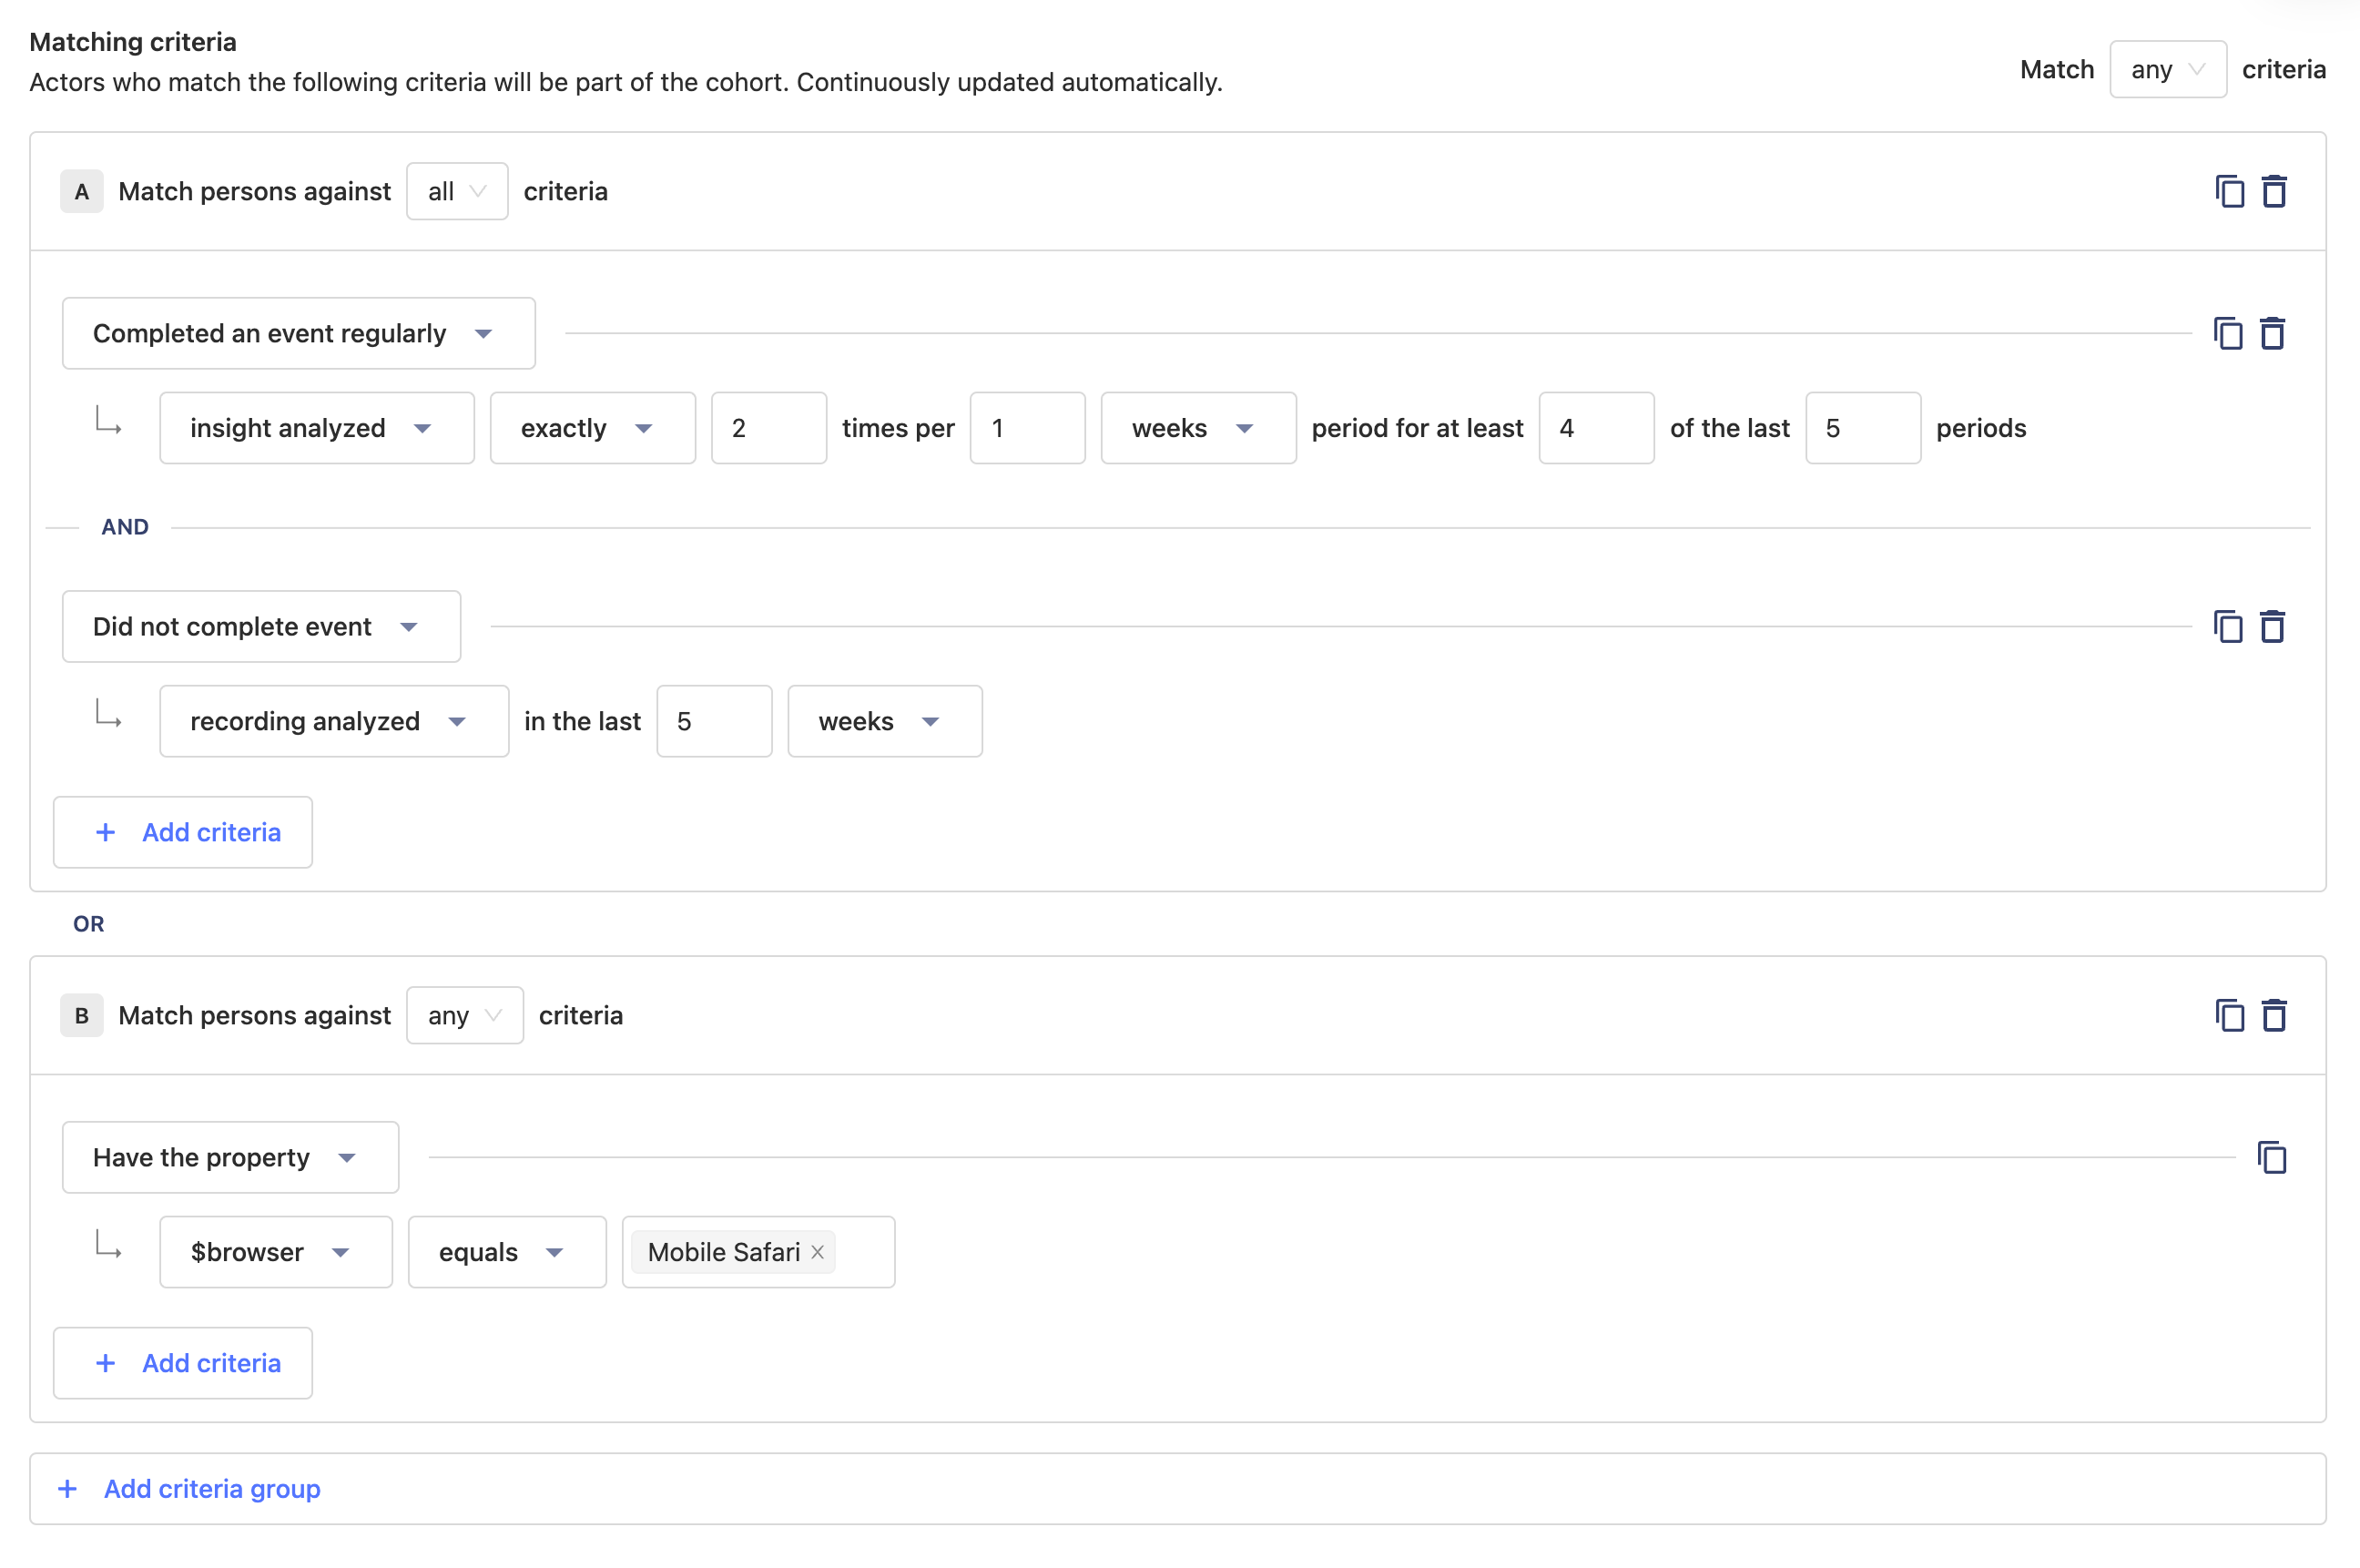 Matching criteria
Actors who match the following criteria will be part of the cohort. Continuously updated automatically.
Match any criteria
A Match persons against all criteria
Completed an event regularly
insight analyzed exactly 2 times per 1 weeks period for at least 4 of the last 5 periods
AND
Did not complete event
recording analyzed in the last 5 weeks
+ Add criteria
OR
B Match persons against any criteria
Have the property
$browser equals Mobile Safari ×
+ Add criteria
+ Add criteria group